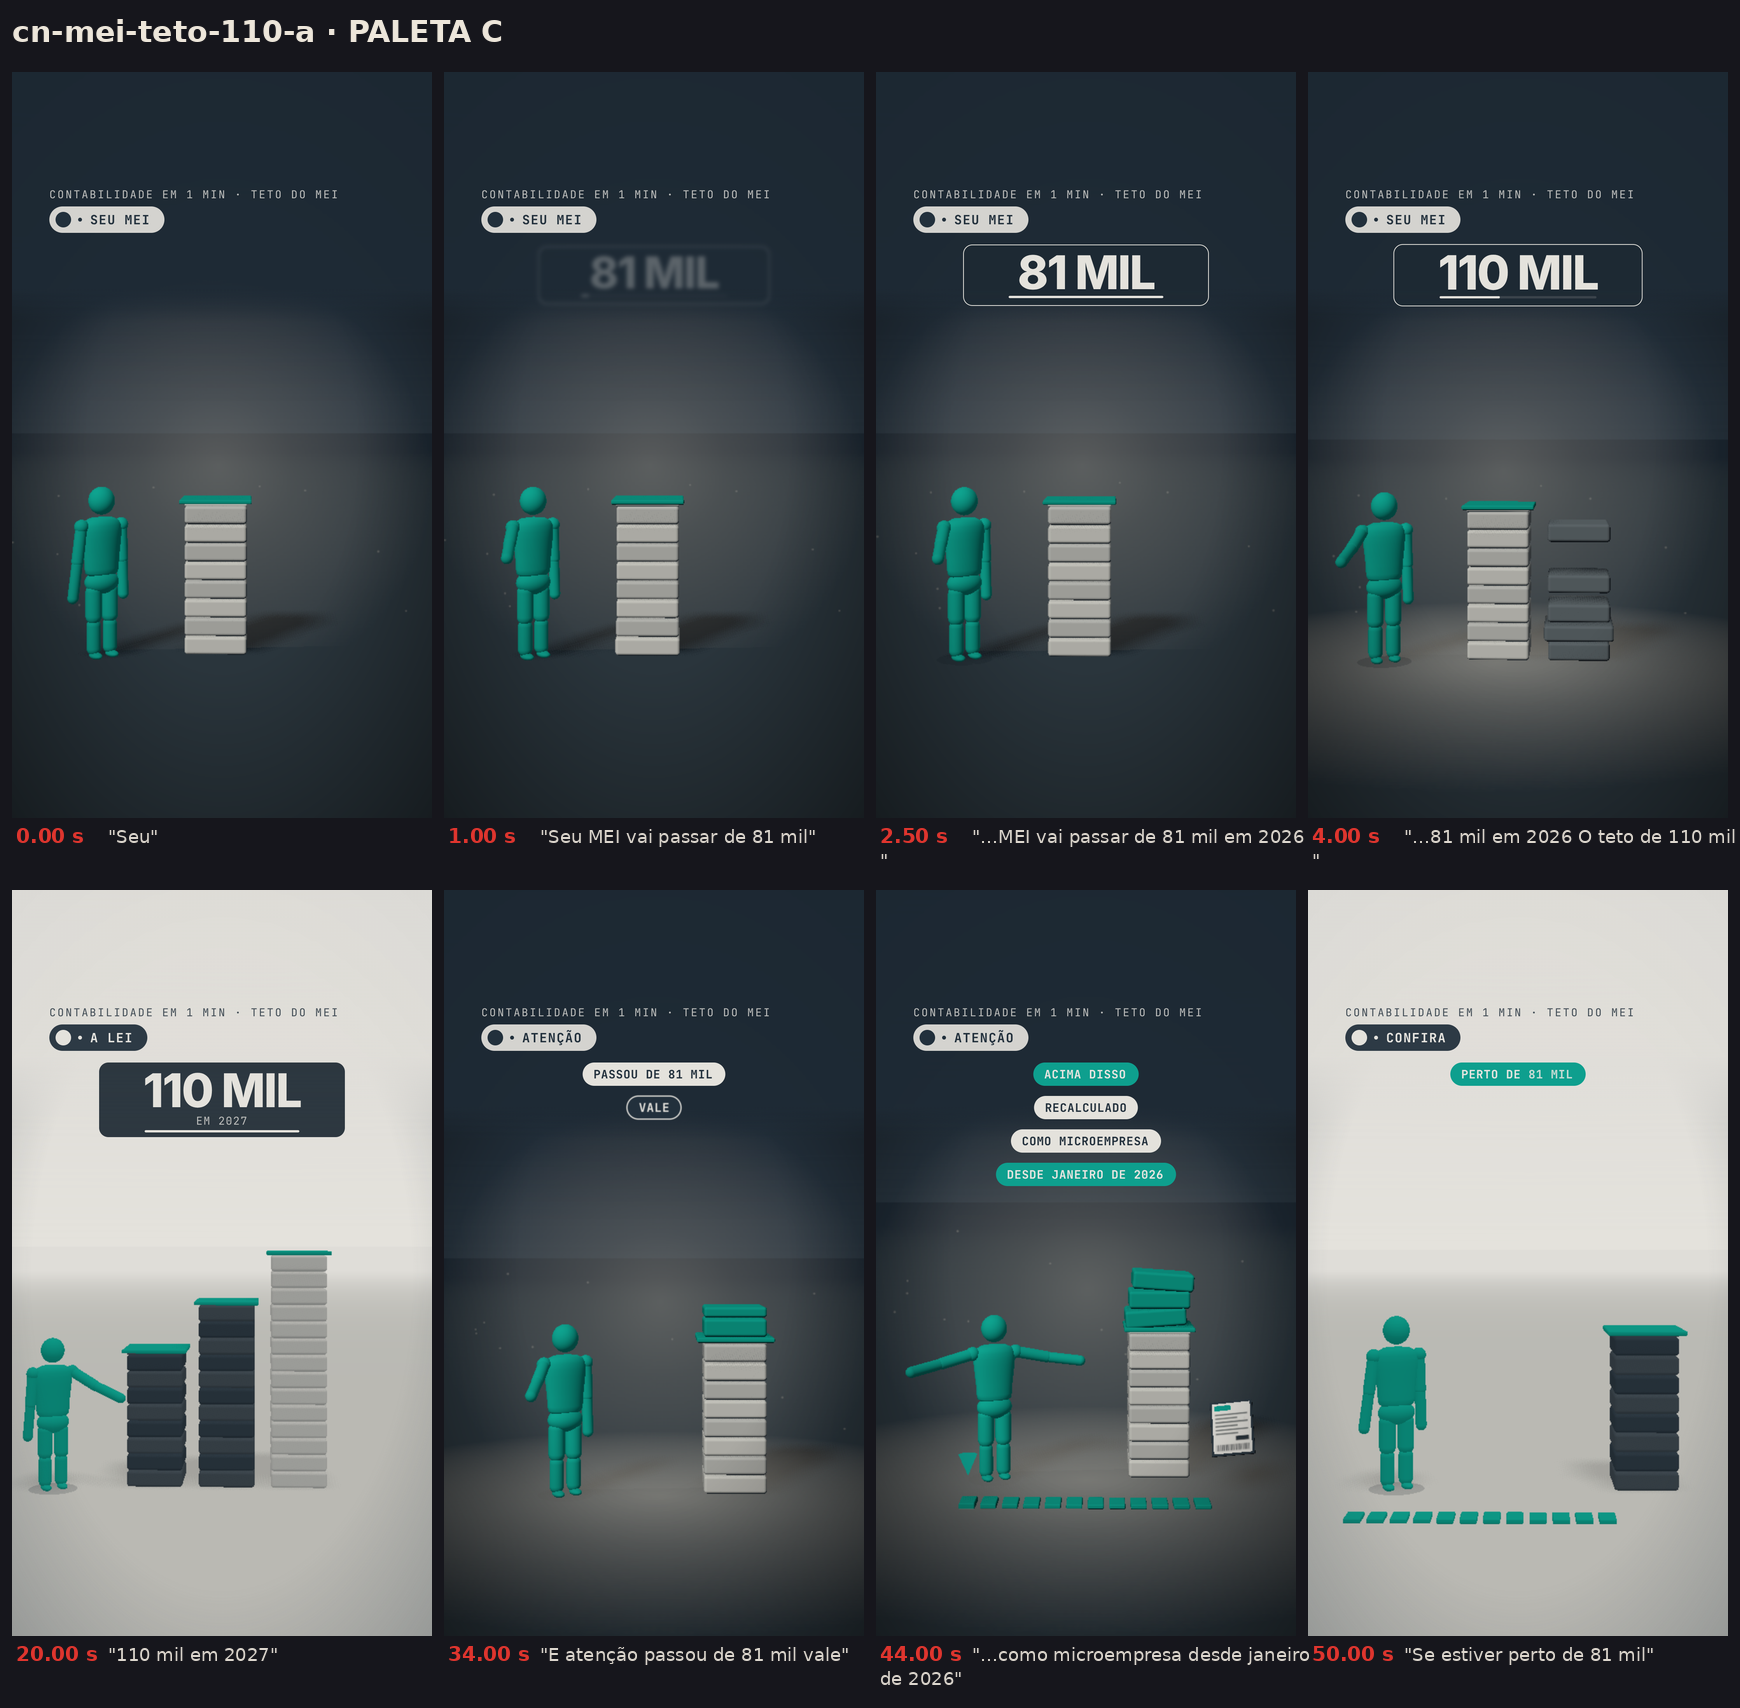 cn-mei-teto-110-a · PALETA C
CONTABILIDADE EM 1 MIN · TETO DO MEI
• SEU MEI
0.00 s "Seu"
CONTABILIDADE EM 1 MIN · TETO DO MEI
• SEU MEI
81 MIL
1.00 s "Seu MEI vai passar de 81 mil"
CONTABILIDADE EM 1 MIN · TETO DO MEI
• SEU MEI
81 MIL
2.50 s "...MEI vai passar de 81 mil em 2026
"
CONTABILIDADE EM 1 MIN · TETO DO MEI
• SEU MEI
110 MIL
4.00 s "...81 mil em 2026 O teto de 110 mil
"
CONTABILIDADE EM 1 MIN · TETO DO MEI
• A LEI
110 MIL
EM 2027
20.00 s "110 mil em 2027"
CONTABILIDADE EM 1 MIN · TETO DO MEI
• ATENÇÃO
PASSOU DE 81 MIL
VALE
34.00 s "E atenção passou de 81 mil vale"
CONTABILIDADE EM 1 MIN · TETO DO MEI
• ATENÇÃO
ACIMA DISSO
RECALCULADO
COMO MICROEMPRESA
DESDE JANEIRO DE 2026
44.00 s "...como microempresa desde janeiro
de 2026"
CONTABILIDADE EM 1 MIN · TETO DO MEI
• CONFIRA
PERTO DE 81 MIL
50.00 s "Se estiver perto de 81 mil"